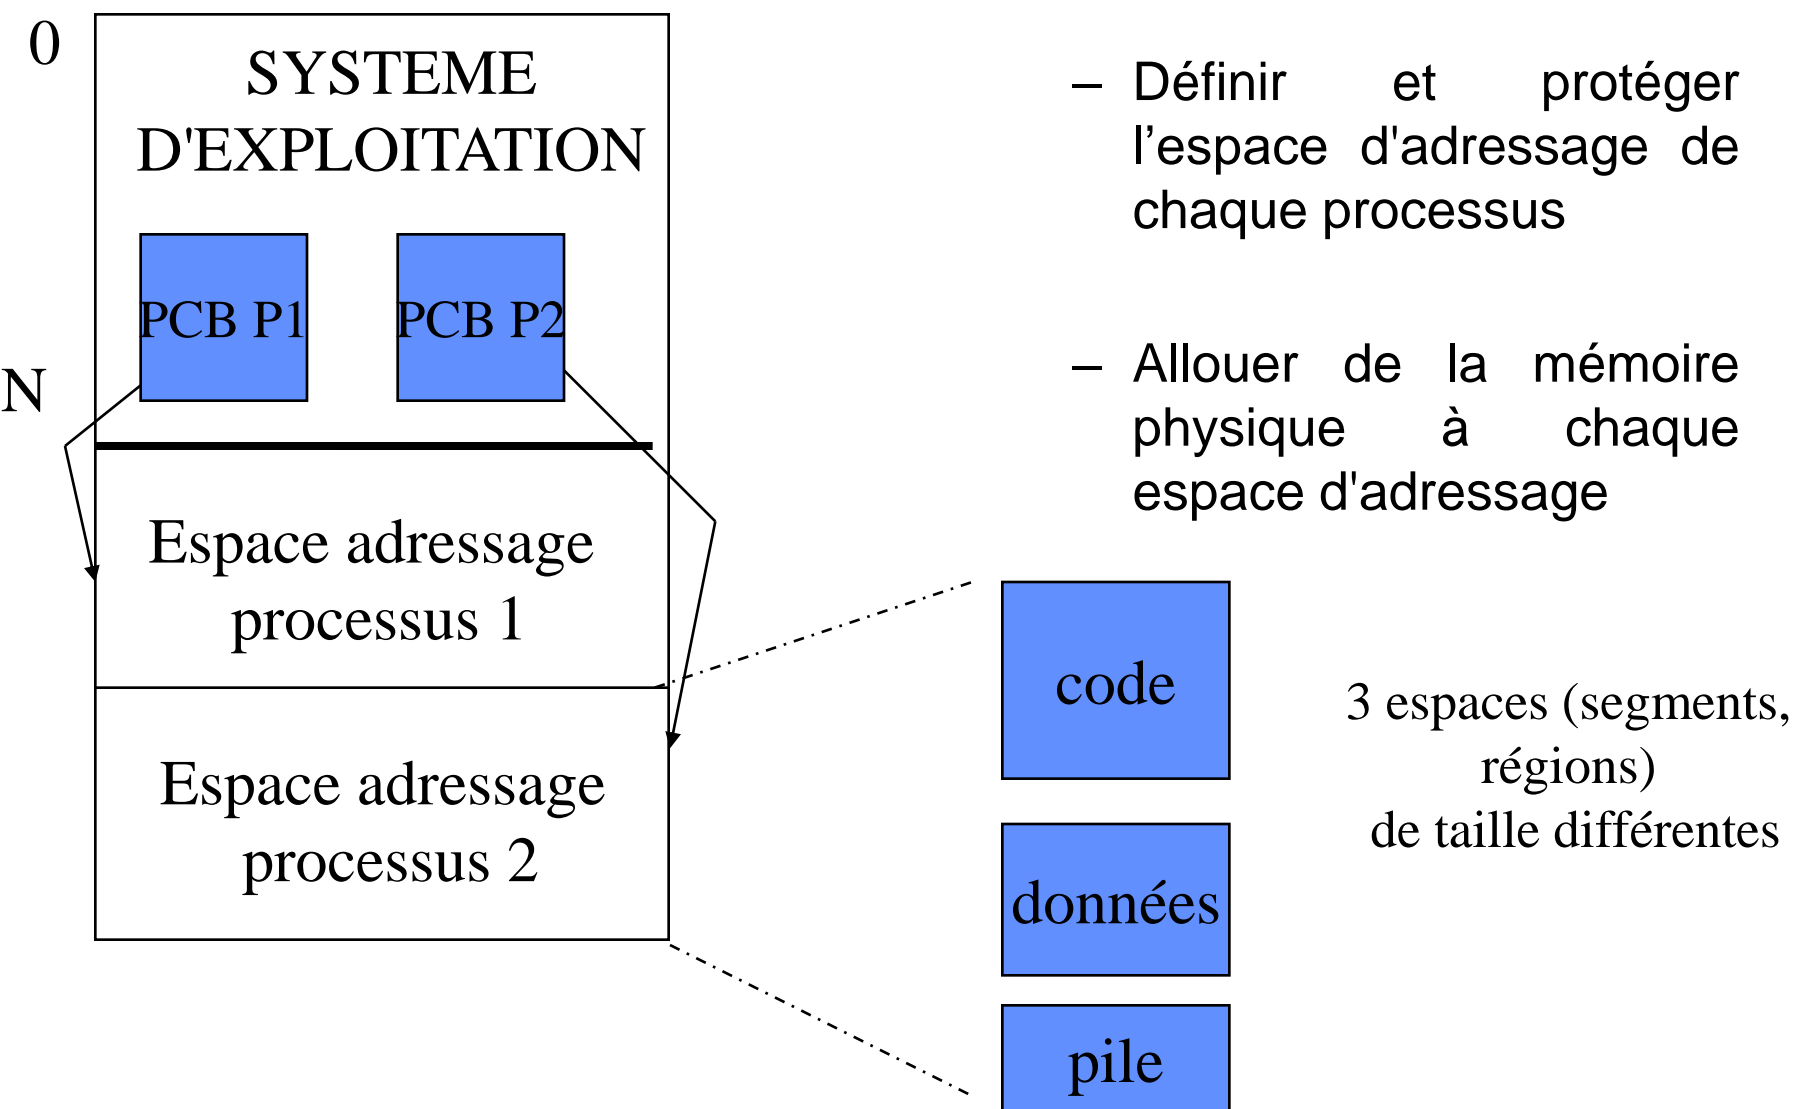 0
SYSTEME
D'EXPLOITATION
PCB P1
PCB P2
N
Espace adressage
processus 1
Espace adressage
processus 2
– Définir et protéger
l’espace d'adressage de
chaque processus
– Allouer de la mémoire
physique à chaque
espace d'adressage
code
données
pile
3 espaces (segments,
régions)
de taille différentes